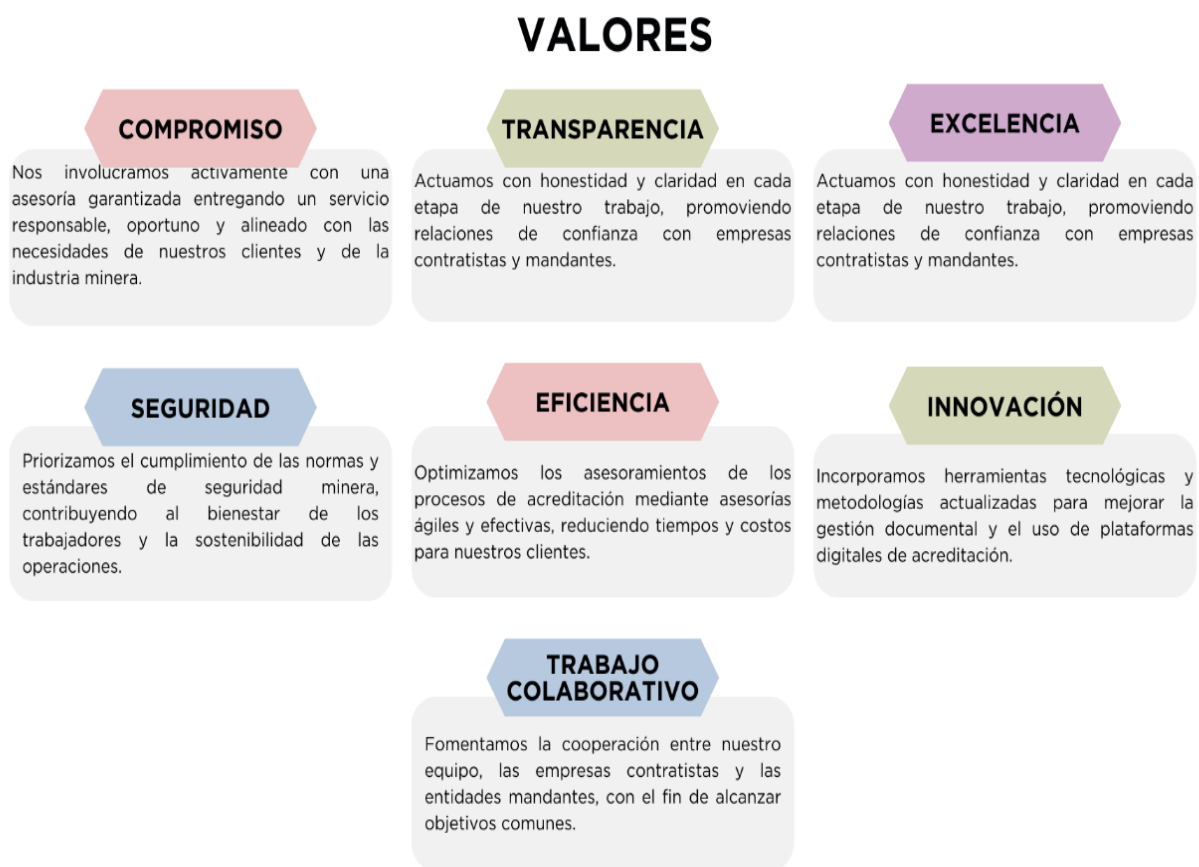 VALORES
COMPROMISO
Nos involucramos activamente con una
asesoría garantizada entregando un servicio
responsable, oportuno y alineado con las
necesidades de nuestros clientes y de la
industria minera.
TRANSPARENCIA
Actuamos con honestidad y claridad en cada
etapa de nuestro trabajo, promoviendo
relaciones de confianza con empresas
contratistas y mandantes.
EXCELENCIA
Actuamos con honestidad y claridad en cada
etapa de nuestro trabajo, promoviendo
relaciones de confianza con empresas
contratistas y mandantes.
SEGURIDAD
Priorizamos el cumplimiento de las normas y
estándares de seguridad minera,
contribuyendo al bienestar de los
trabajadores y la sostenibilidad de las
operaciones.
EFICIENCIA
Optimizamos los asesoramientos de los
procesos de acreditación mediante asesorías
ágiles y efectivas, reduciendo tiempos y costos
para nuestros clientes.
INNOVACIÓN
Incorporamos herramientas tecnológicas y
metodologías actualizadas para mejorar la
gestión documental y el uso de plataformas
digitales de acreditación.
TRABAJO
COLABORATIVO
Fomentamos la cooperación entre nuestro
equipo, las empresas contratistas y las
entidades mandantes, con el fin de alcanzar
objetivos comunes.